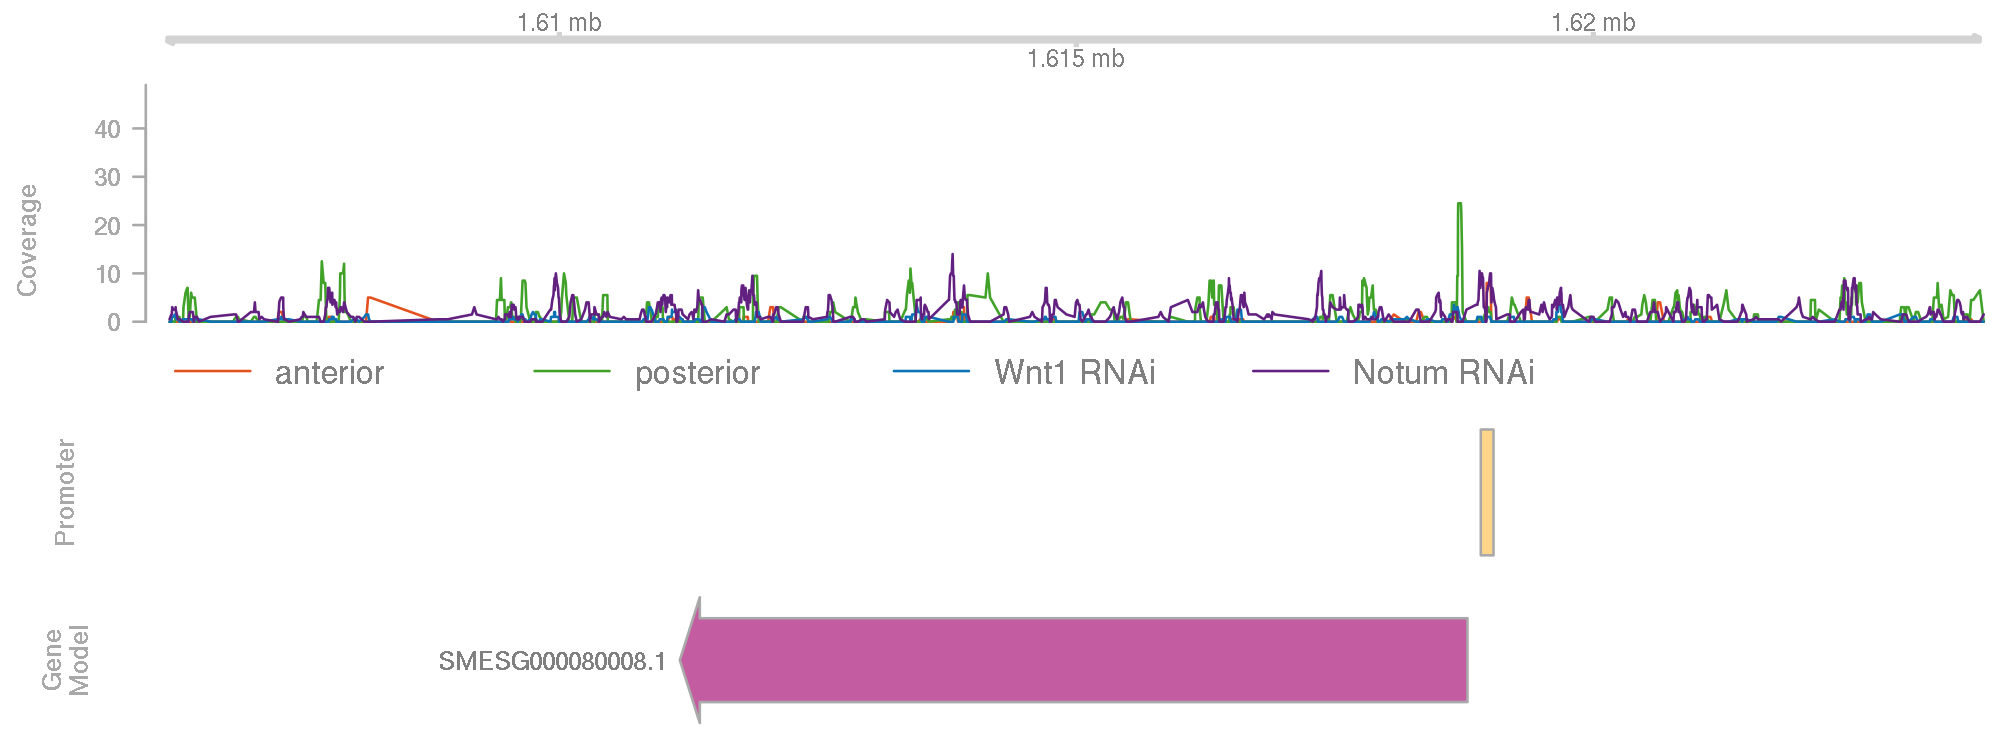 1.61 mb
1.62 mb
1.615 mb
Coverage
40
30
20
10
0
anterior
posterior
Wnt1 RNAi
Notum RNAi
Promoter
Gene
Model
SMESG000080008.1